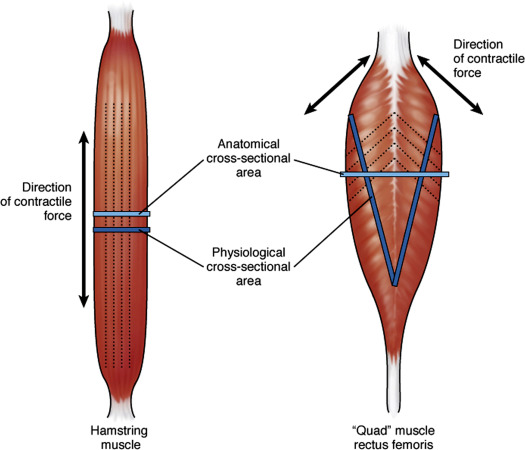 Direction
of contractile
force
Anatomical
cross-sectional
area
Direction
of contractile
force
Physiological
cross-sectional
area
Hamstring
muscle
“Quad” muscle
rectus femoris